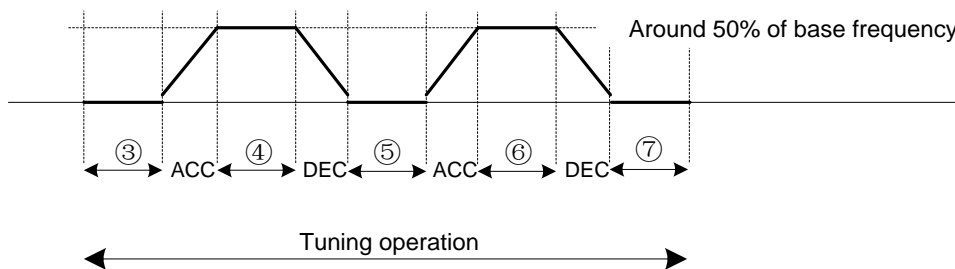 Around 50% of base frequency
③ ACC ④ DEC ⑤ ACC ⑥ DEC ⑦
Tuning operation